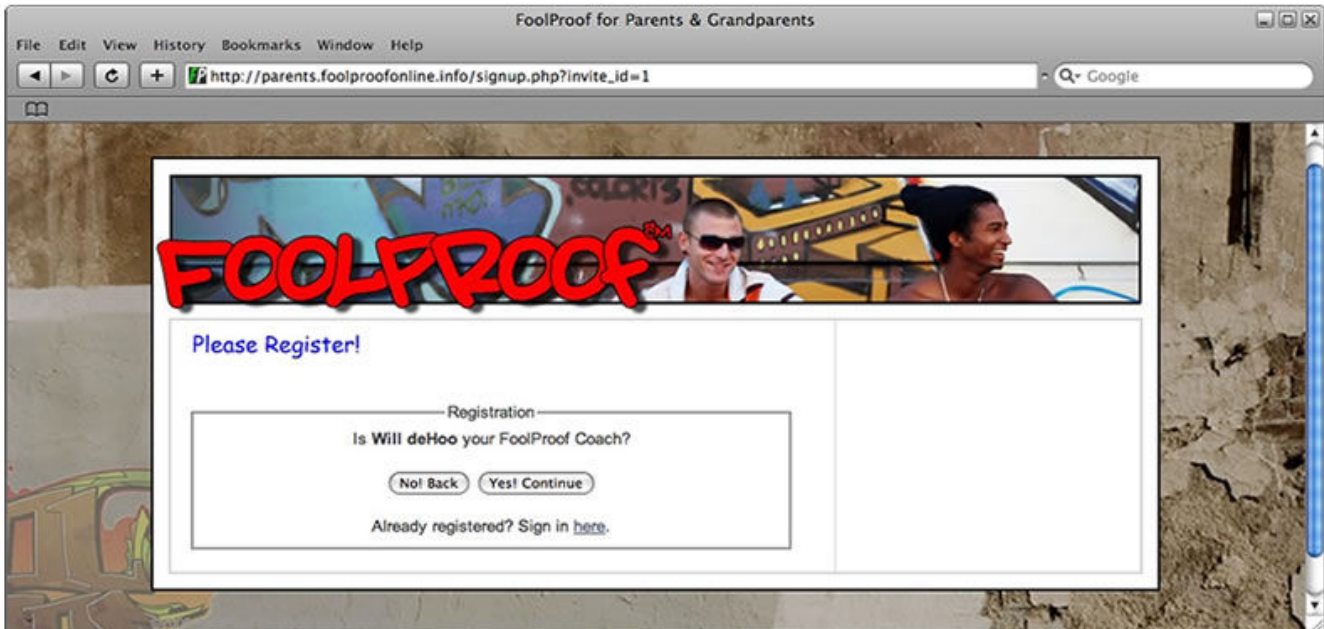 FoolProof for Parents & Grandparents
File Edit View History Bookmarks Window Help
http://parents.foolproofonline.info/signup.php?invite_id=1
Google
COLORTS
FOOLPROOF SM
Please Register!
Registration
Is Will deHoo your FoolProof Coach?
No! Back Yes! Continue
Already registered? Sign in here.